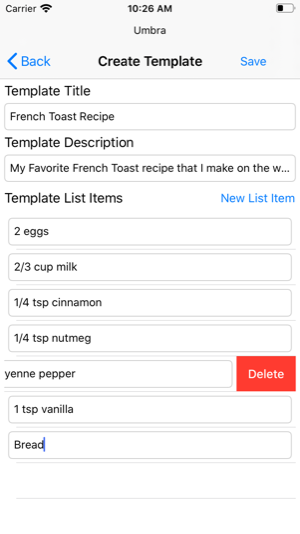 Carrier 10:26 AM
Umbra
Back Create Template Save
Template Title
French Toast Recipe
Template Description
My Favorite French Toast recipe that I make on the w...
Template List Items New List Item
2 eggs
2/3 cup milk
1/4 tsp cinnamon
1/4 tsp nutmeg
yenne pepper Delete
1 tsp vanilla
Bread